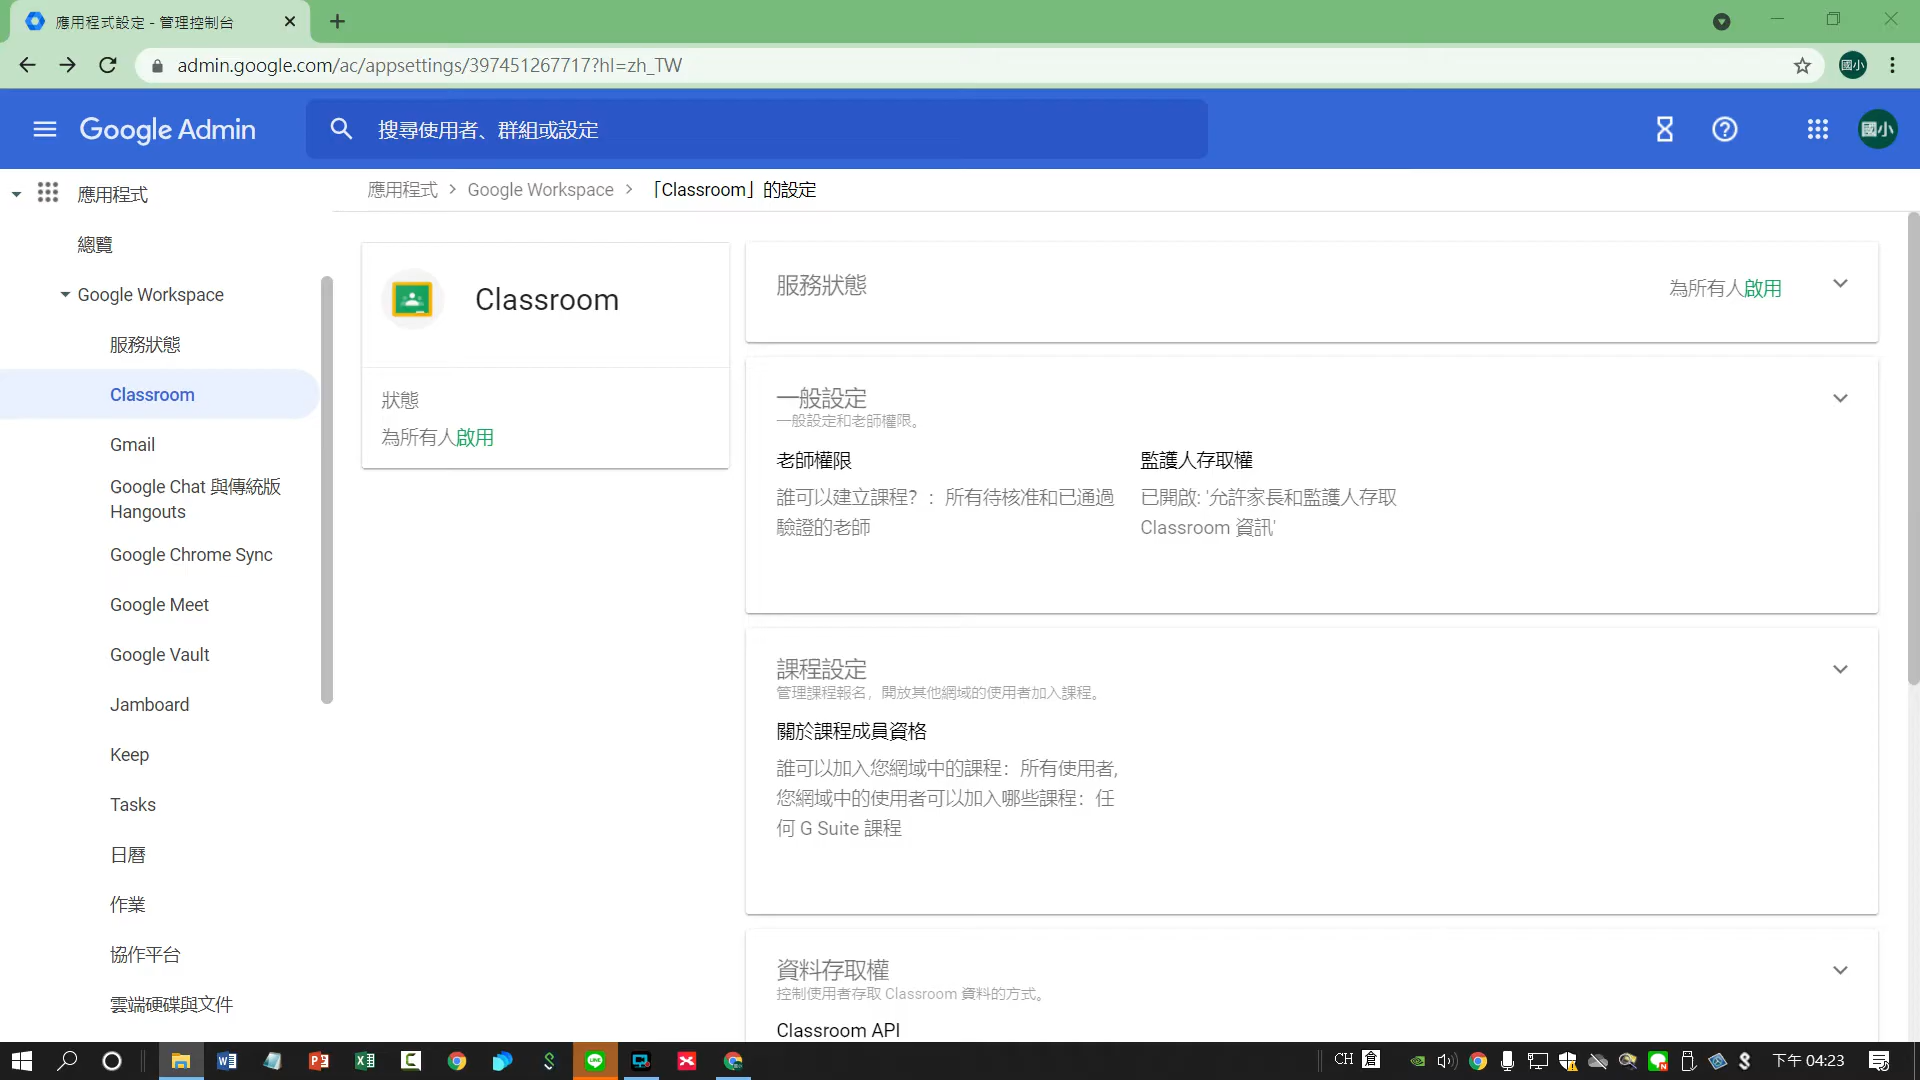 應用程式設定 - 管理控制台
admin.google.com/ac/appsettings/397451267717?hl=zh_TW
國小
Google Admin
搜尋使用者、群組或設定
國小
應用程式
總覽
Google Workspace
服務狀態
Classroom
Gmail
Google Chat 與傳統版
Hangouts
Google Chrome Sync
Google Meet
Google Vault
Jamboard
Keep
Tasks
日曆
作業
協作平台
雲端硬碟與文件
應用程式 > Google Workspace > 「Classroom」的設定
Classroom
狀態
為所有人啟用
服務狀態
為所有人啟用
一般設定
一般設定和老師權限。
老師權限
誰可以建立課程? : 所有待核准和已通過
驗證的老師
監護人存取權
已開啟: '允許家長和監護人存取
Classroom 資訊'
課程設定
管理課程報名，開放其他網域的使用者加入課程。
關於課程成員資格
誰可以加入您網域中的課程：所有使用者,
您網域中的使用者可以加入哪些課程：任
何 G Suite 課程
資料存取權
控制使用者存取 Classroom 資料的方式。
Classroom API
CH 倉
下午 04:23